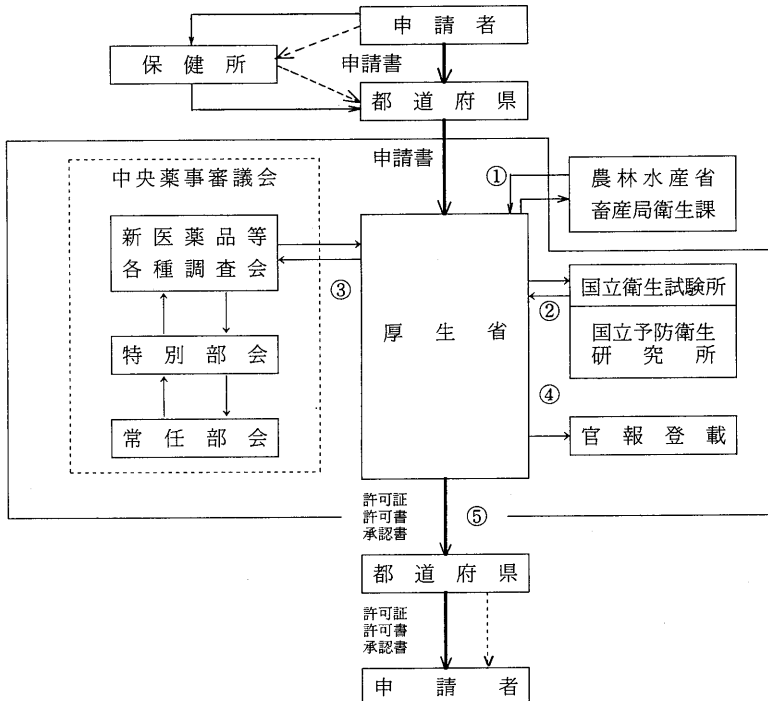 申請者
保健所
申請書
都道府県
申請書
中央薬事審議会
①
農林水産省
畜産局衛生課
新医薬品等
各種調査会
③
厚生省
国立衛生試験所
②
国立予防衛生
研究所
特別部会
④
常任部会
官報登載
許可証
許可書
承認書
⑤
都道府県
許可証
許可書
承認書
申請者